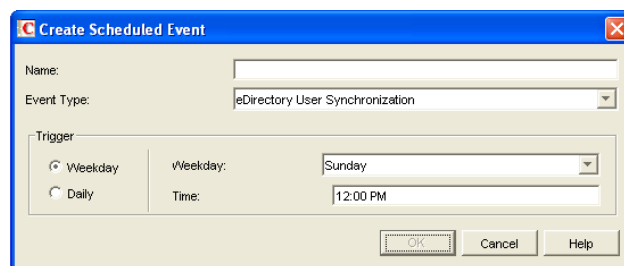 Create Scheduled Event
Name:
Event Type: eDirectory User Synchronization
Trigger
Weekday Weekday: Sunday
Daily Time: 12:00 PM
OK Cancel Help